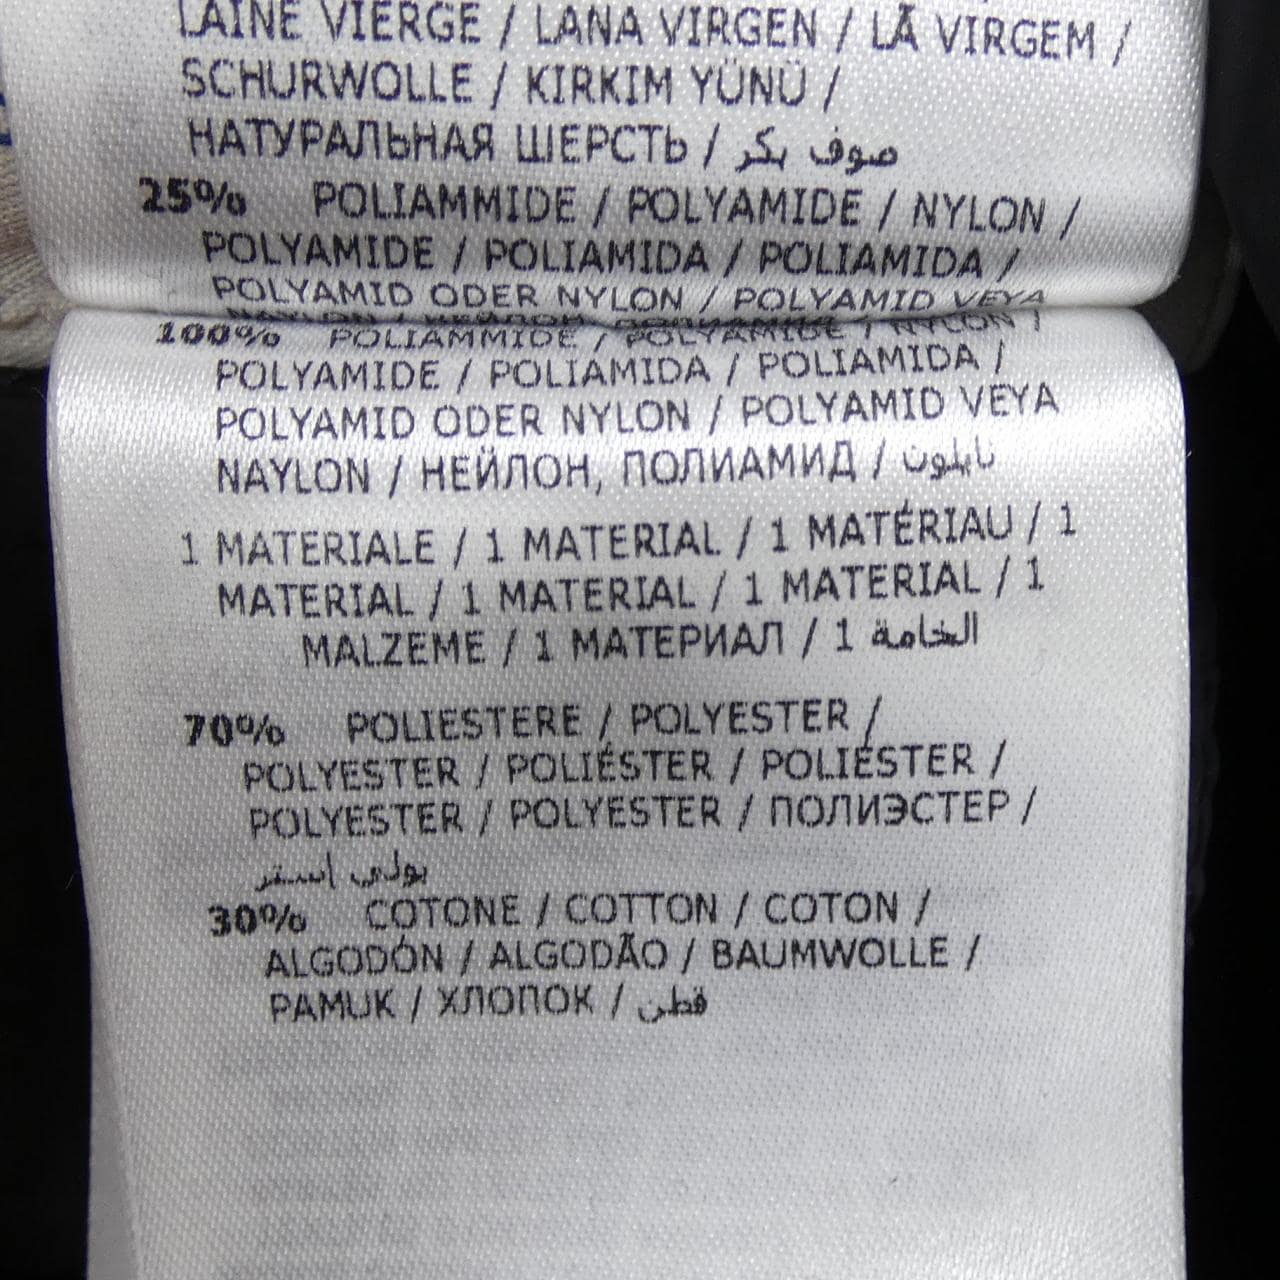 LAINE VIERGE / LANA VIRGEN / LÃ VIRGEM /
SCHURWOLLE / KIRKIM YÜNÜ /
НАТУРАЛЬНАЯ ШЕРСТЬ / صوف بكر
25% POLIAMMIDE / POLYAMIDE / NYLON /
POLYAMIDE / POLIAMIDA / POLIAMIDA /
POLYAMID ODER NYLON / POLYAMID VEYA
NAYLON / НЕЙЛОН, ПОЛИАМИД /
100% POLIAMMIDE / POLYAMIDE / NYLON /
POLYAMIDE / POLIAMIDA / POLIAMIDA /
POLYAMID ODER NYLON / POLYAMID VEYA
NAYLON / НЕЙЛОН, ПОЛИАМИД / نايلون
1 MATERIALE / 1 MATERIAL / 1 MATÉRIAU / 1
MATERIAL / 1 MATERIAL / 1 MATERIAL / 1
MALZEME / 1 МАТЕРИАЛ / 1 الخامة
70% POLIESTERE / POLYESTER /
POLYESTER / POLIÉSTER / POLIÉSTER /
POLYESTER / POLYESTER / ПОЛИЭСТЕР /
بولي استر
30% COTONE / COTTON / COTON /
ALGODÓN / ALGODÃO / BAUMWOLLE /
PAMUK / ХЛОПОК / قطن